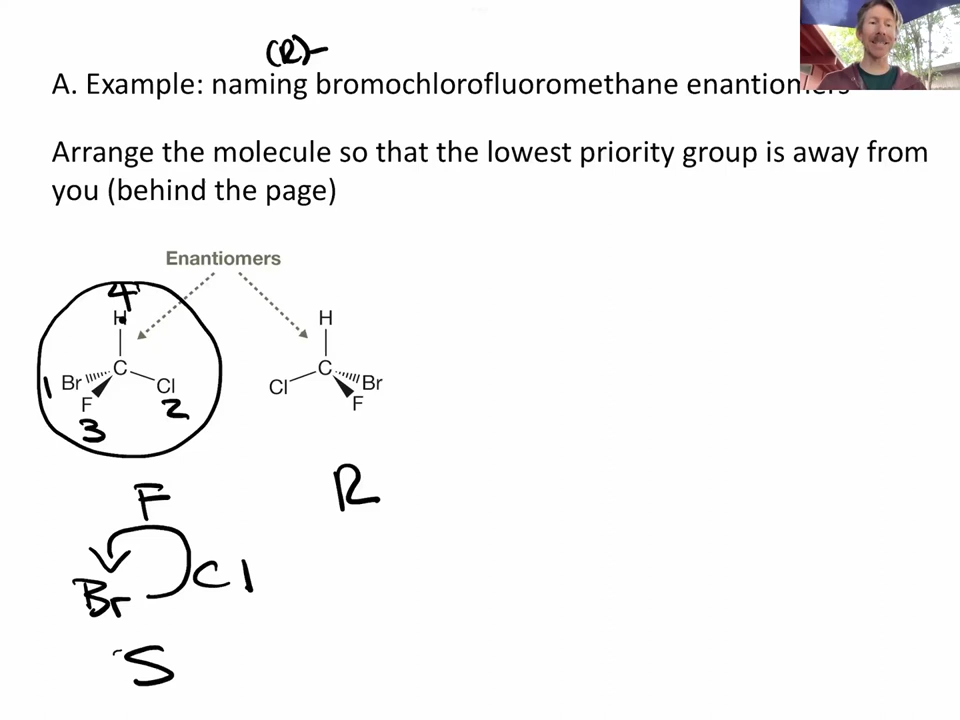 (R)-
A. Example: naming bromochlorofluoromethane enantiomers
Arrange the molecule so that the lowest priority group is away from
you (behind the page)
Enantiomers
4
H H
C C
1 Br Cl Cl Br
F F
3 2
F R
Br Cl
S